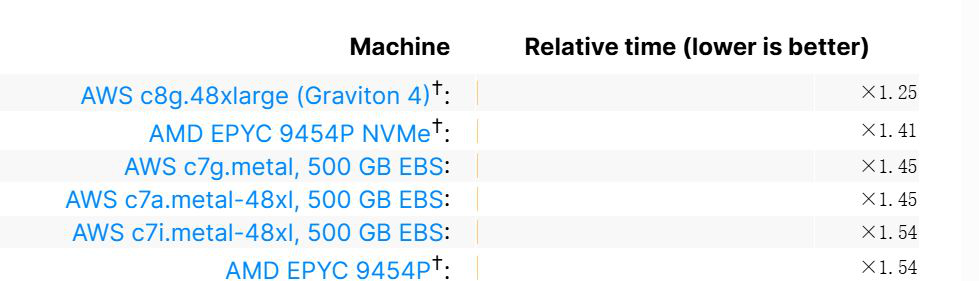 Machine Relative time (lower is better)
AWS c8g.48xlarge (Graviton 4)†: ×1.25
AMD EPYC 9454P NVMe†: ×1.41
AWS c7g.metal, 500 GB EBS: ×1.45
AWS c7a.metal-48xl, 500 GB EBS: ×1.45
AWS c7i.metal-48xl, 500 GB EBS: ×1.54
AMD EPYC 9454P†: ×1.54